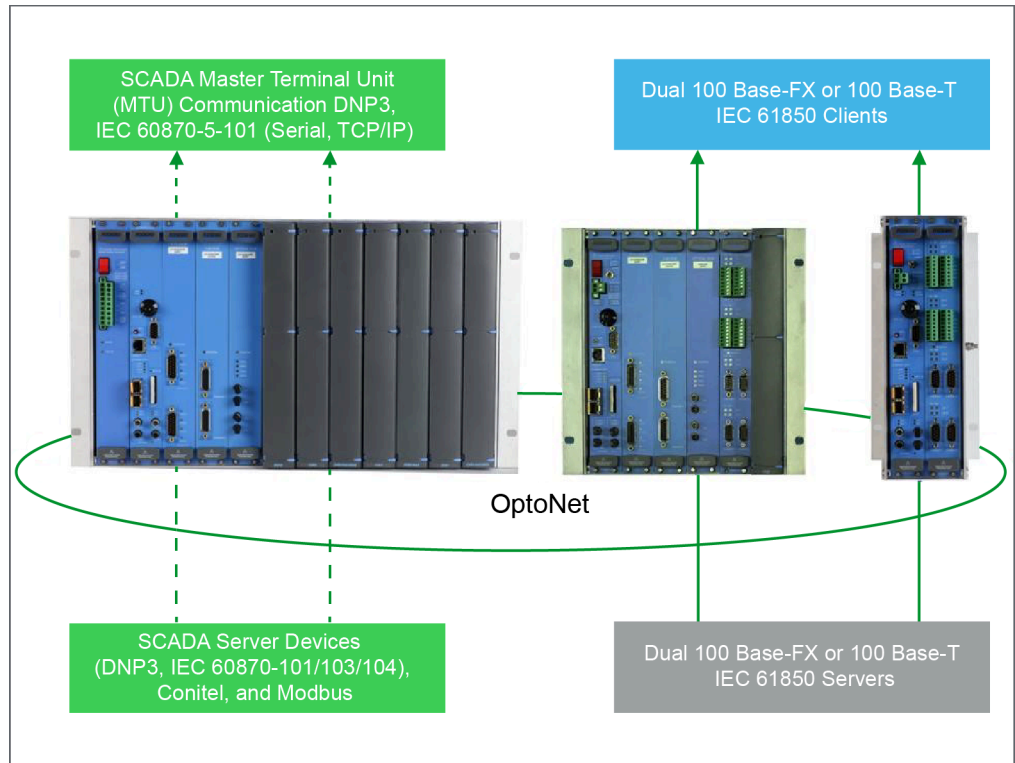 SCADA Master Terminal Unit
(MTU) Communication DNP3,
IEC 60870-5-101 (Serial, TCP/IP)
Dual 100 Base-FX or 100 Base-T
IEC 61850 Clients
OptoNet
SCADA Server Devices
(DNP3, IEC 60870-101/103/104),
Conitel, and Modbus
Dual 100 Base-FX or 100 Base-T
IEC 61850 Servers